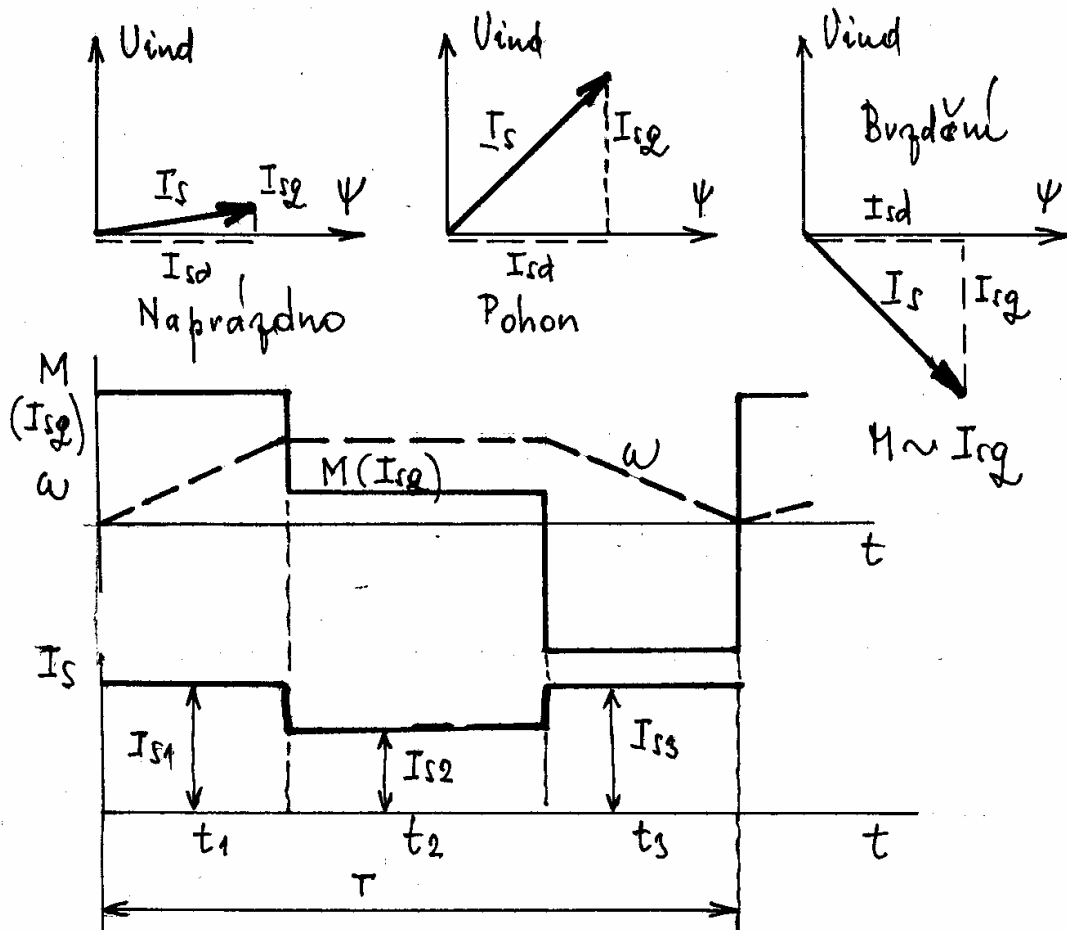 Uind
Is
Isq
Ψ
Isd
Naprázdno
Uind
Is
Isq
Ψ
Isd
Pohon
Uind
Brzdění
Isd
Ψ
Is
Isq
M ~ Isq
M
(Isq)
ω
M (Isq)
ω
t
Is
Is1
Is2
Is3
t1
t2
t3
t
T